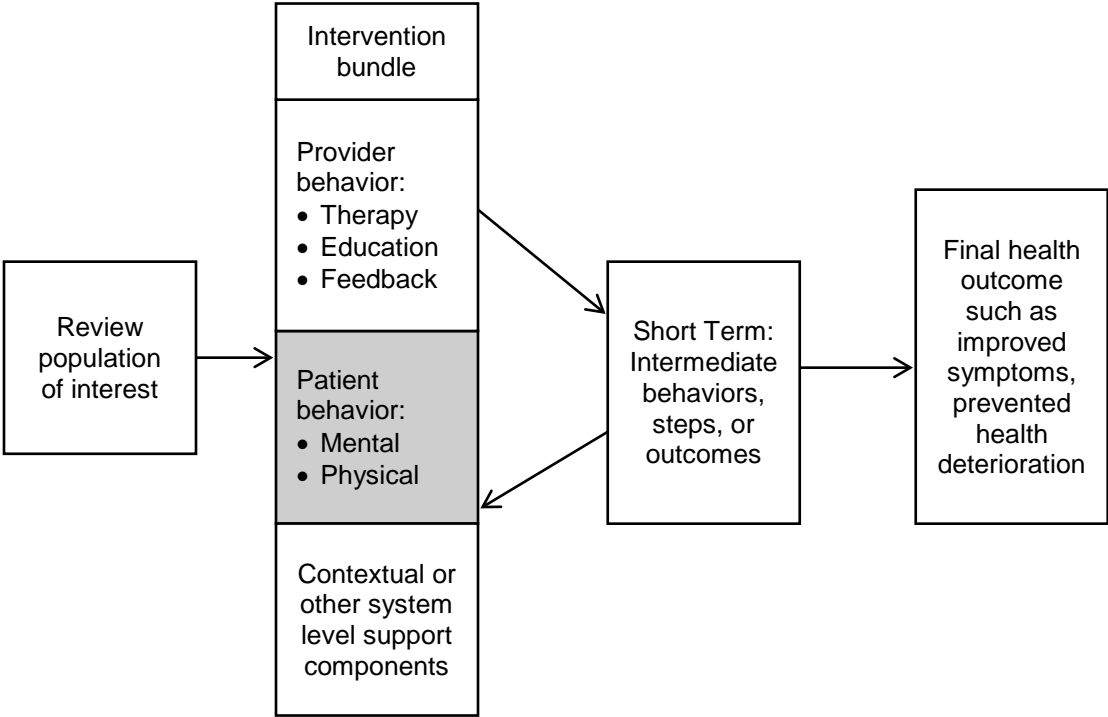 Intervention
bundle
Provider
behavior:
• Therapy
• Education
• Feedback
Review
population
of interest
Patient
behavior:
• Mental
• Physical
Contextual or
other system
level support
components
Short Term:
Intermediate
behaviors,
steps, or
outcomes
Final health
outcome
such as
improved
symptoms,
prevented
health
deterioration